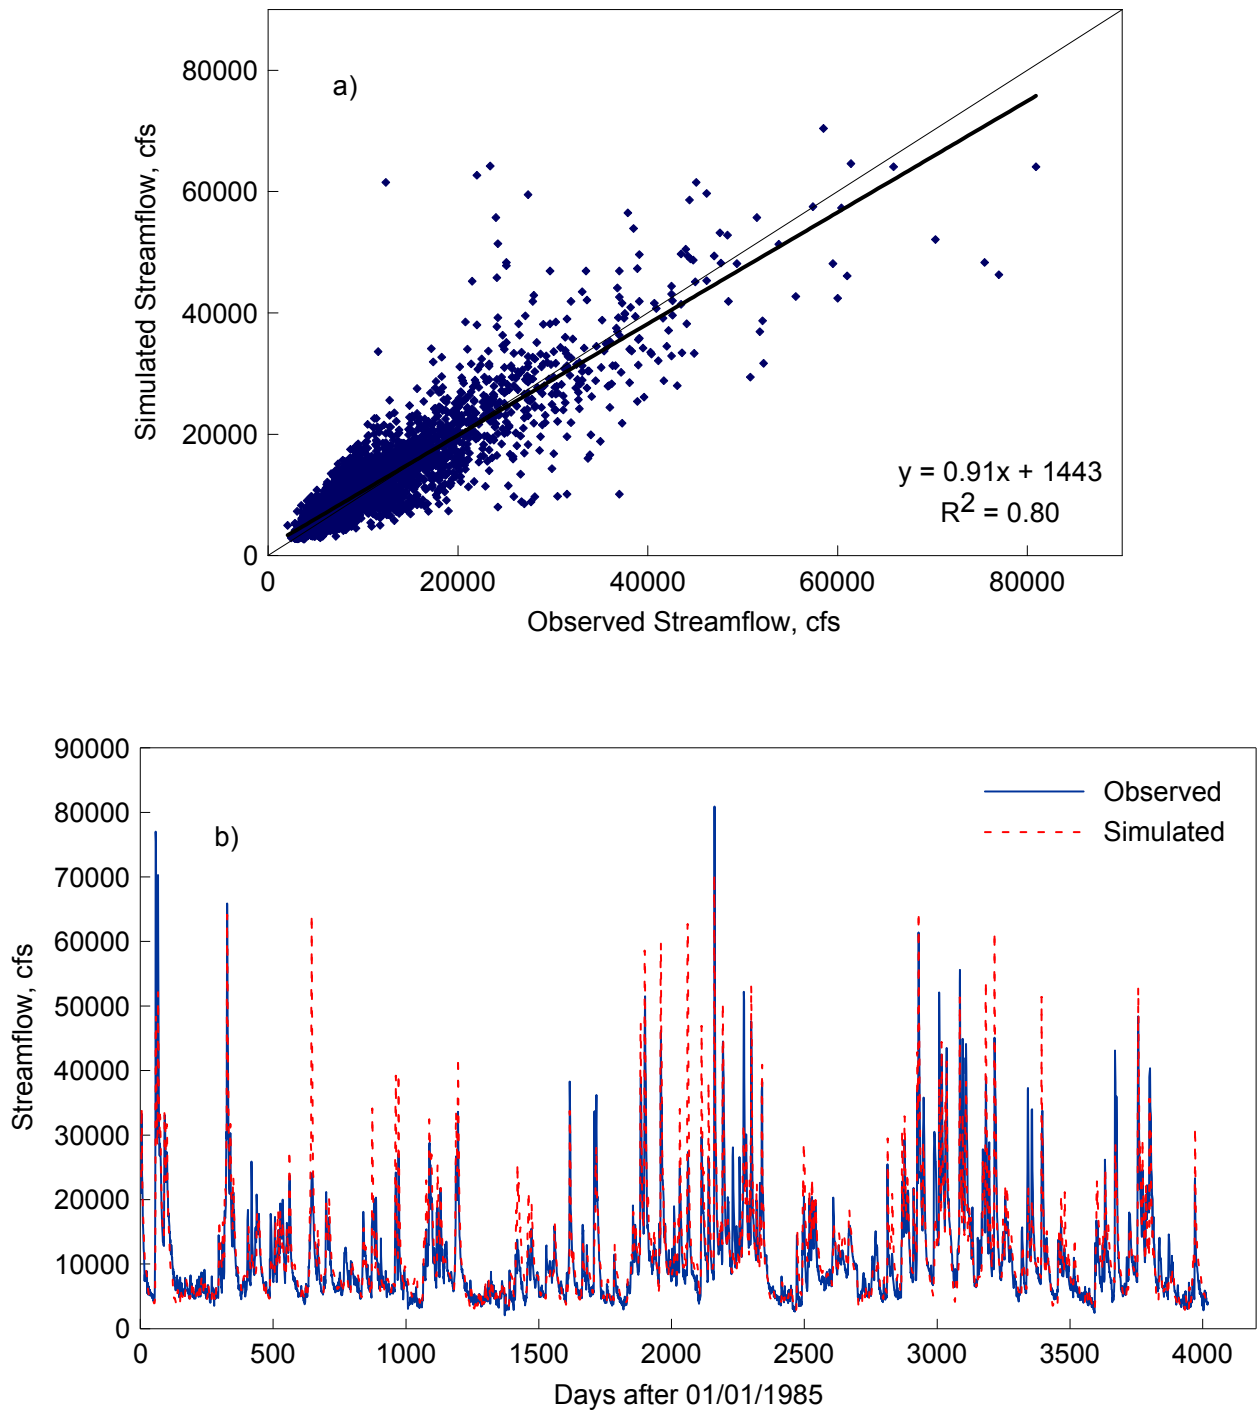 80000
a)
60000
Simulated Streamflow, cfs
40000
20000
y = 0.91x + 1443
R2 = 0.80
0
0 20000 40000 60000 80000
Observed Streamflow, cfs
90000
80000
Observed
b)
Simulated
70000
60000
50000
Streamflow, cfs
40000
30000
20000
10000
0
0 500 1000 1500 2000 2500 3000 3500 4000
Days after 01/01/1985